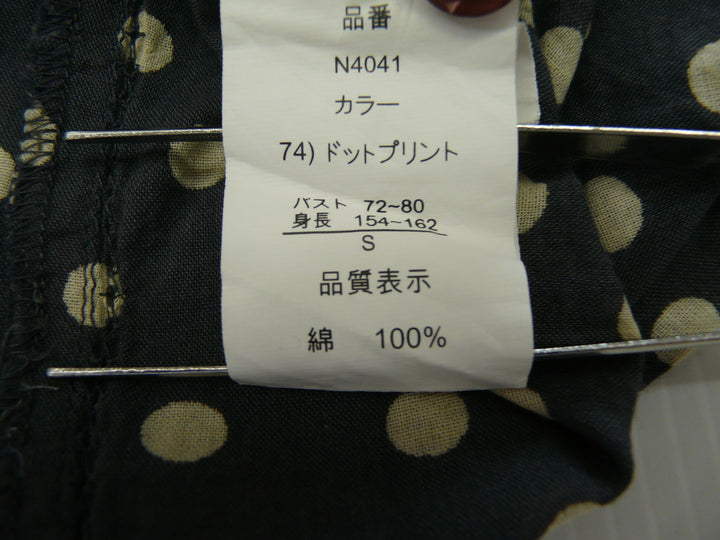 品番
N4041
カラー
74) ドットプリント
バスト 72~80
身長 154~162
S
品質表示
綿 100%